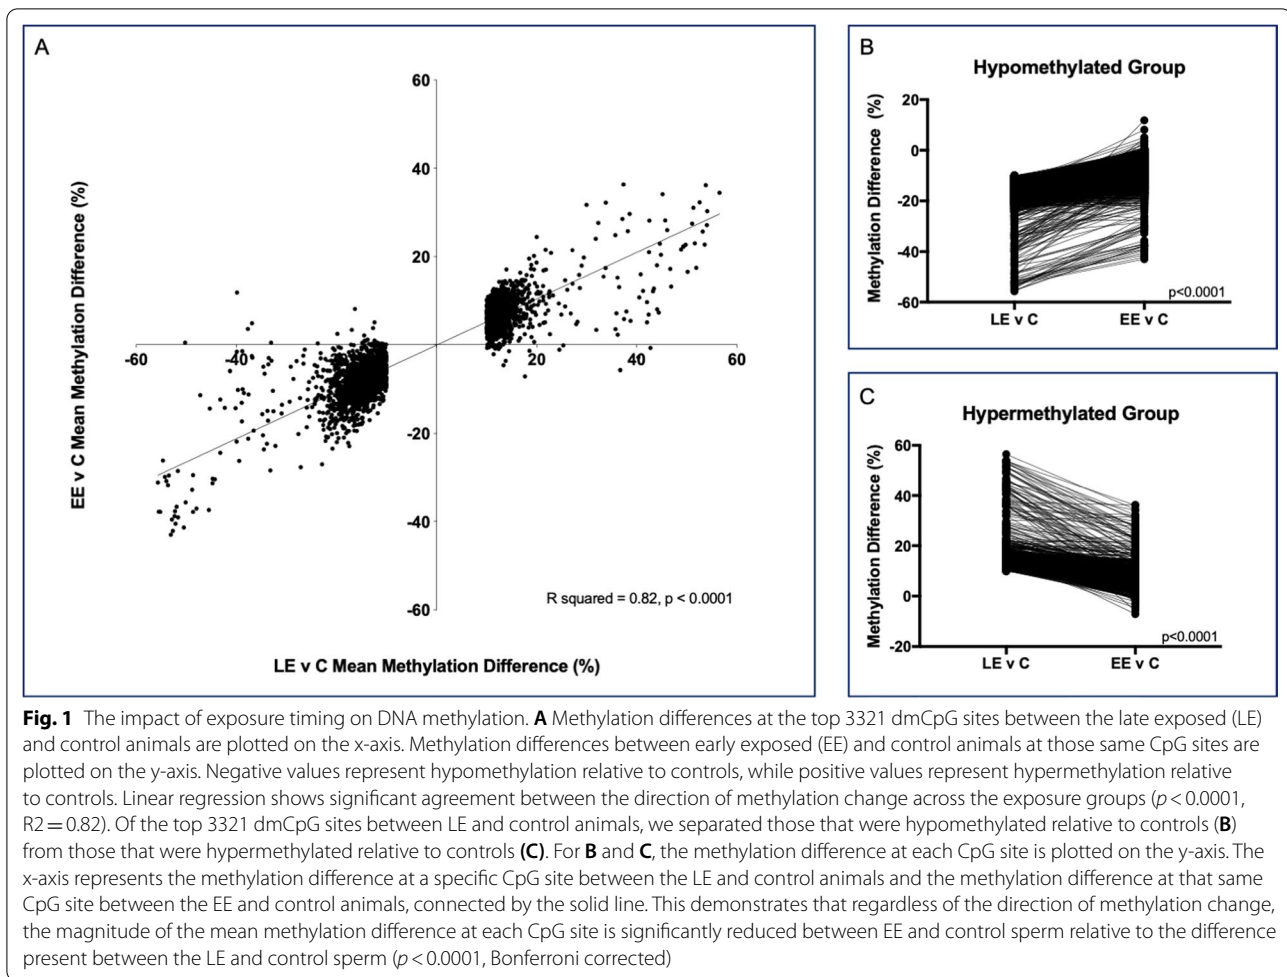 A
60
40
20
-60
-40
20
60
-20
-40
-60
EE v C Mean Methylation Difference (%)
R squared = 0.82, p < 0.0001
LE v C Mean Methylation Difference (%)
B
Hypomethylated Group
Methylation Difference (%)
20
0
-20
-40
-60
p<0.0001
LE v C
EE v C
C
Hypermethylated Group
Methylation Difference (%)
60
40
20
0
-20
p<0.0001
LE v C
EE v C
Fig. 1 The impact of exposure timing on DNA methylation. A Methylation differences at the top 3321 dmCpG sites between the late exposed (LE)
and control animals are plotted on the x-axis. Methylation differences between early exposed (EE) and control animals at those same CpG sites are
plotted on the y-axis. Negative values represent hypomethylation relative to controls, while positive values represent hypermethylation relative
to controls. Linear regression shows significant agreement between the direction of methylation change across the exposure groups (p < 0.0001,
R2 = 0.82). Of the top 3321 dmCpG sites between LE and control animals, we separated those that were hypomethylated relative to controls (B)
from those that were hypermethylated relative to controls (C). For B and C, the methylation difference at each CpG site is plotted on the y-axis. The
x-axis represents the methylation difference at a specific CpG site between the LE and control animals and the methylation difference at that same
CpG site between the EE and control animals, connected by the solid line. This demonstrates that regardless of the direction of methylation change,
the magnitude of the mean methylation difference at each CpG site is significantly reduced between EE and control sperm relative to the difference
present between the LE and control sperm (p < 0.0001, Bonferroni corrected)